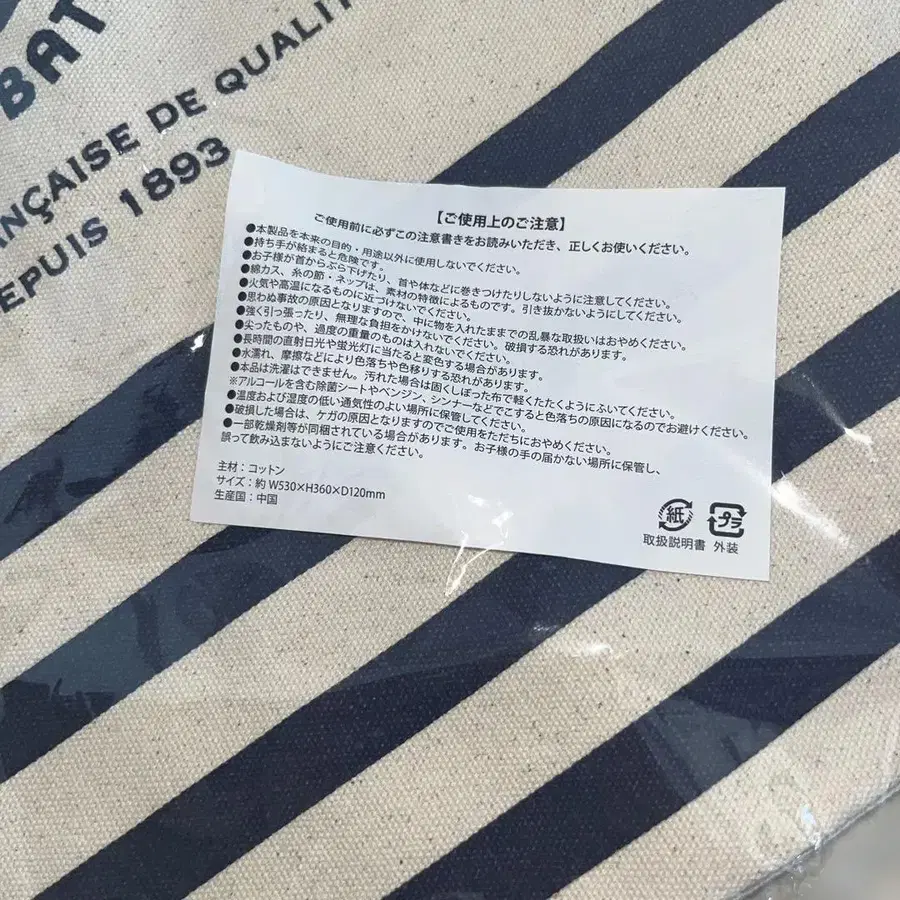 BAT
NÇAISE DE QUALIT
EPUIS 1893
【ご使用上のご注意】
ご使用前に必ずこの注意書きをお読みいただき、正しくお使いください。
●本製品を本来の目的・用途以外に使用しないでください。
●持ち手が絡まると危険です。
●お子様が首からぶら下げたり、首や体などに巻きつけたりしないように注意してください。
●綿カス、糸の節・ネップは、素材の特徴によるものです。引き抜かないようにしてください。
●火気や高温になるものに近づけないでください。
●思わぬ事故の原因となりますので、中に物を入れたままでの乱暴な取扱いはおやめください。
●強く引っ張ったり、無理な負担をかけないでください。破損する恐れがあります。
●尖ったものや、過度の重量のものは入れないでください。
●長時間の直射日光や蛍光灯に当たると変色する場合があります。
●水濡れ、摩擦などにより色落ちや色移りする恐れがあります。
●本品は洗濯はできません。汚れた場合は固くしぼった布で軽くたたくようにふいてください。
※アルコールを含む除菌シートやベンジン、シンナーなどでこすると色落ちの原因になるのでお避けください。
●温度および湿度の低い通気性のよい場所に保管してください。
●破損した場合は、ケガの原因となりますのでご使用をただちにおやめください。
●一部乾燥剤等が同梱されている場合があります。お子様の手の届かない場所に保管し、
誤って飲み込まないようにご注意ください。
主材：コットン
サイズ：約 W530×H360×D120mm
生産国：中国
紙 プラ
取扱説明書 外装